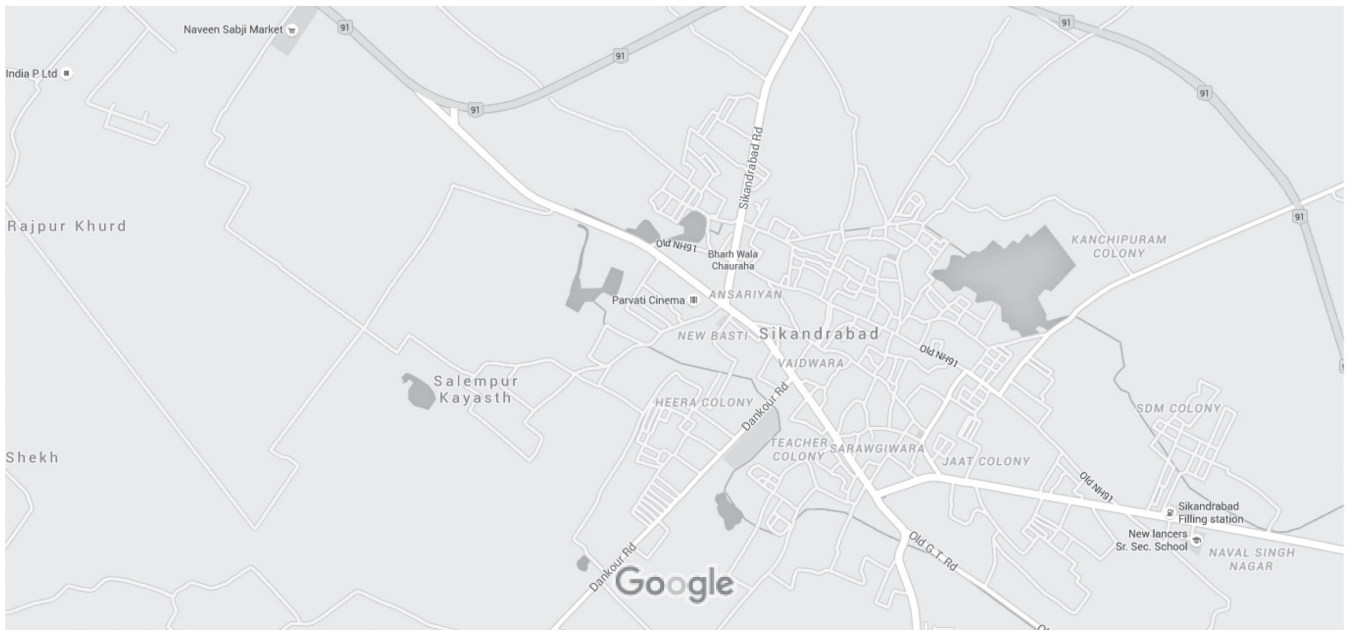 Naveen Sabji Market
91
91
91
91
91
India P Ltd
Sikandrabad Rd
Rajpur Khurd
91
Old NH91
Bharh Wala
Chauraha
KANCHIPURAM
COLONY
Parvati Cinema
ANSARIYAN
NEW BASTI
Sikandrabad
VAIDWARA
Old NH91
Salempur
Kayasth
HEERA COLONY
Dankour Rd
SDM COLONY
Shekh
TEACHER
COLONY
SARAWGIWARA
JAAT COLONY
Old NH91
Sikandrabad
Filling station
New lancers
Sr. Sec. School
NAVAL SINGH
NAGAR
Old G.T. Rd
Dankour Rd
Google